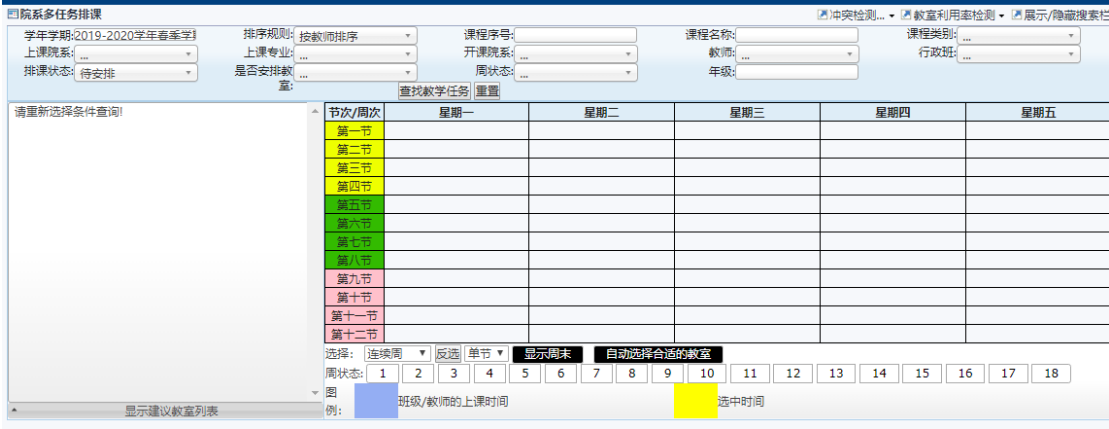 院系多任务排课 冲突检测... 教室利用率检测 展示/隐藏搜索栏
学年学期:2019-2020学年春季学 排序规则: 按教师排序 课程序号: 课程名称: 课程类别: ...
上课院系: ... 上课专业: ... 开课院系: ... 教师: ... 行政班: ...
排课状态: 待安排 是否安排教室: ... 周状态: ... 年级:
查找教学任务 重置
请重新选择条件查询!
节次/周次 星期一 星期二 星期三 星期四 星期五
第一节
第二节
第三节
第四节
第五节
第六节
第七节
第八节
第九节
第十节
第十一节
第十二节
选择: 连续周 反选 单节 显示周末 自动选择合适的教室
周状态: 1 2 3 4 5 6 7 8 9 10 11 12 13 14 15 16 17 18
图例: 班级/教师的上课时间 选中时间
显示建议教室列表